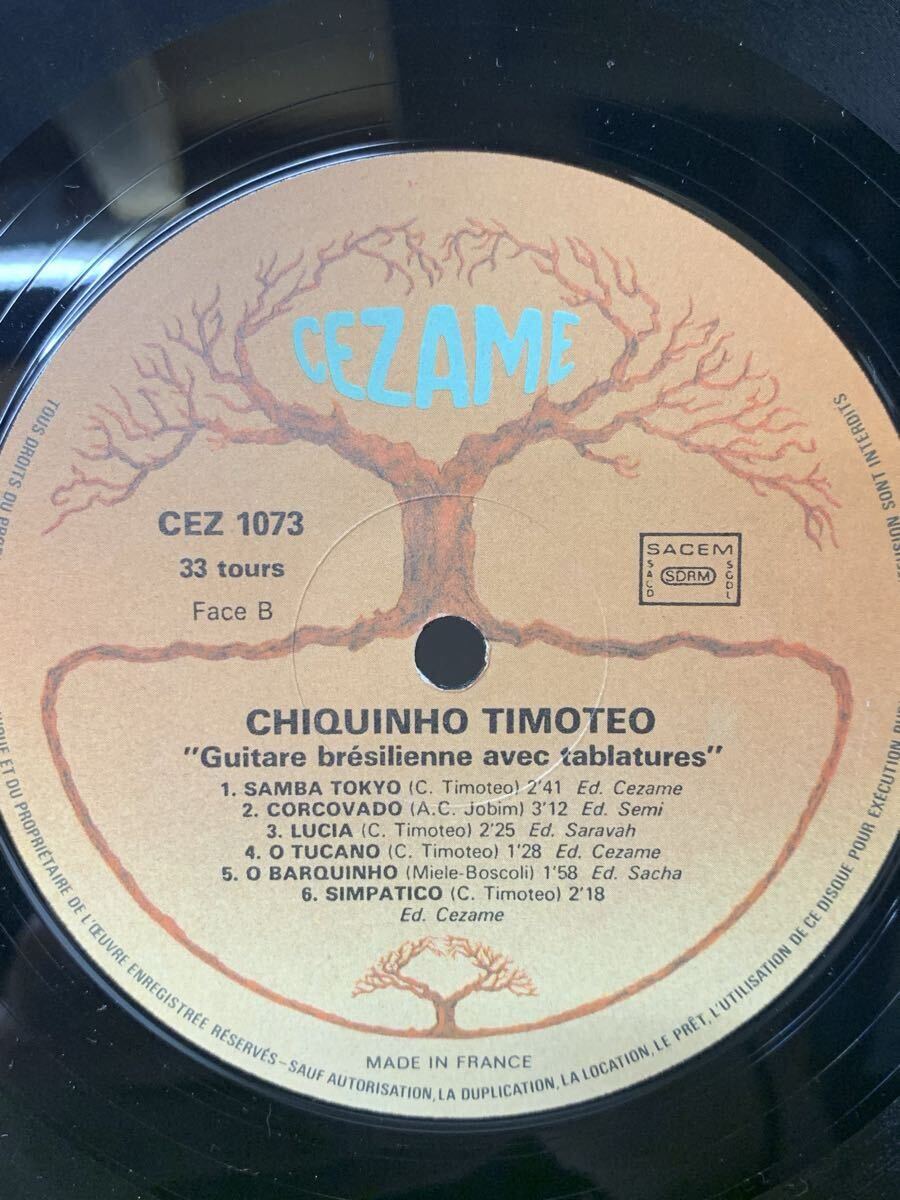 CEZAME
CEZ 1073
33 tours
Face B
SACEM
SACD
SDRM
SGDL
CHIQUINHO TIMOTEO
"Guitare brésilienne avec tablatures"
1. SAMBA TOKYO (C. Timoteo) 2'41 Ed. Cezame
2. CORCOVADO (A.C. Jobim) 3'12 Ed. Semi
3. LUCIA (C. Timoteo) 2'25 Ed. Saravah
4. O TUCANO (C. Timoteo) 1'28 Ed. Cezame
5. O BARQUINHO (Miele-Boscoli) 1'58 Ed. Sacha
6. SIMPATICO (C. Timoteo) 2'18
Ed. Cezame
MADE IN FRANCE
TOUS DROITS DU
ET DU PROPRIÉTAIRE DE L'ŒUVRE ENREGISTRÉE RÉSERVÉS - SAUF AUTORISATION, LA DUPLICATION, LA LOCATION, LE PRÊT, L'UTILISATION DE CE DISQUE POUR EXÉCUTION
SONT INTERDITS